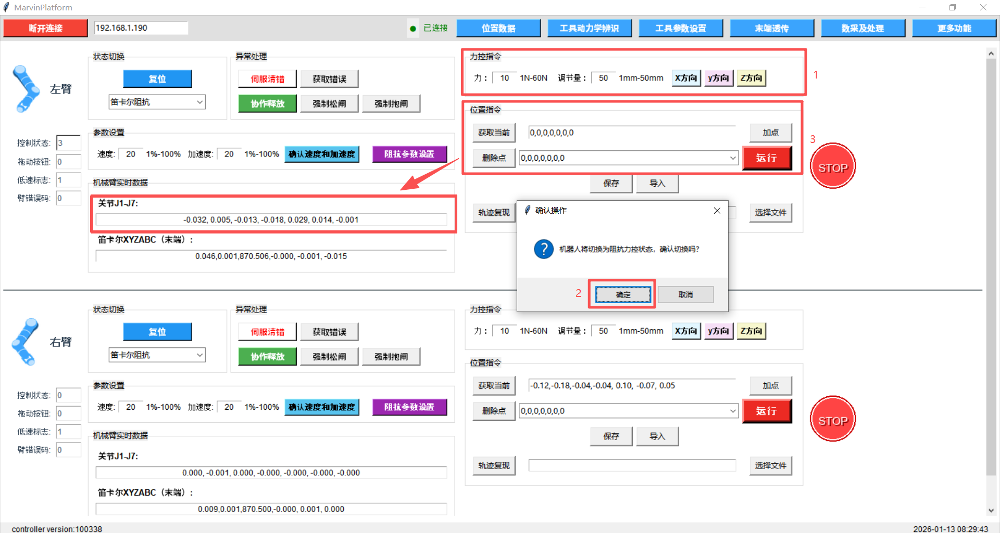 MarvinPlatform
断开连接 192.168.1.190 已连接 位置数据 工具动力学辨识 工具参数设置 末端透传 数采及处理 更多功能
左臂
状态切换
复位
笛卡尔阻抗
异常处理
伺服清错 获取错误
协作释放 强制松闸 强制抱闸
力控指令
力： 10 1N-60N 调节量： 50 1mm-50mm X方向 y方向 Z方向
1
位置指令
获取当前 0,0,0,0,0,0,0 加点
删除点 0,0,0,0,0,0,0 运行
3
STOP
保存 导入
轨迹复现 选择文件
控制状态: 3
拖动按钮: 0
低速标志: 1
臂错误码: 0
参数设置
速度: 20 1%-100% 加速度: 20 1%-100% 确认速度和加速度 阻抗参数设置
机械臂实时数据
关节J1-J7:
-0.032, 0.005, -0.013, -0.018, 0.029, 0.014, -0.001
笛卡尔XYZABC（末端）:
0.046,0.001,870.506,-0.000, -0.001, -0.015
确认操作
?
机器人将切换为阻抗力控状态，确认切换吗?
2
确定 取消
右臂
状态切换
复位
笛卡尔阻抗
异常处理
伺服清错 获取错误
协作释放 强制松闸 强制抱闸
力控指令
力： 10 1N-60N 调节量： 50 1mm-50mm X方向 y方向 Z方向
位置指令
获取当前 -0.12,-0.18,-0.04,-0.04, 0.10, -0.07, 0.05 加点
删除点 0,0,0,0,0,0,0 运行
STOP
保存 导入
轨迹复现 选择文件
控制状态: 0
拖动按钮: 0
低速标志: 1
臂错误码: 0
参数设置
速度: 20 1%-100% 加速度: 20 1%-100% 确认速度和加速度 阻抗参数设置
机械臂实时数据
关节J1-J7:
0.000, -0.001, 0.000, -0.000, -0.000, -0.000, -0.000
笛卡尔XYZABC（末端）:
0.009,0.001,870.500,-0.000, 0.001, 0.000
controller version:100338
2026-01-13 08:29:43